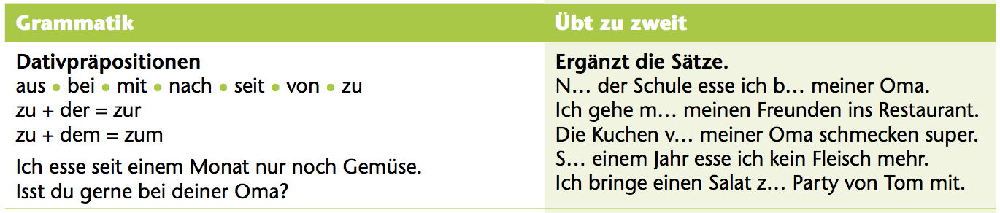 Grammatik
Dativpräpositionen
aus • bei • mit • nach • seit • von • zu
zu + der = zur
zu + dem = zum
Ich esse seit einem Monat nur noch Gemüse.
Isst du gerne bei deiner Oma?
Übt zu zweit
Ergänzt die Sätze.
N… der Schule esse ich b… meiner Oma.
Ich gehe m… meinen Freunden ins Restaurant.
Die Kuchen v… meiner Oma schmecken super.
S… einem Jahr esse ich kein Fleisch mehr.
Ich bringe einen Salat z… Party von Tom mit.